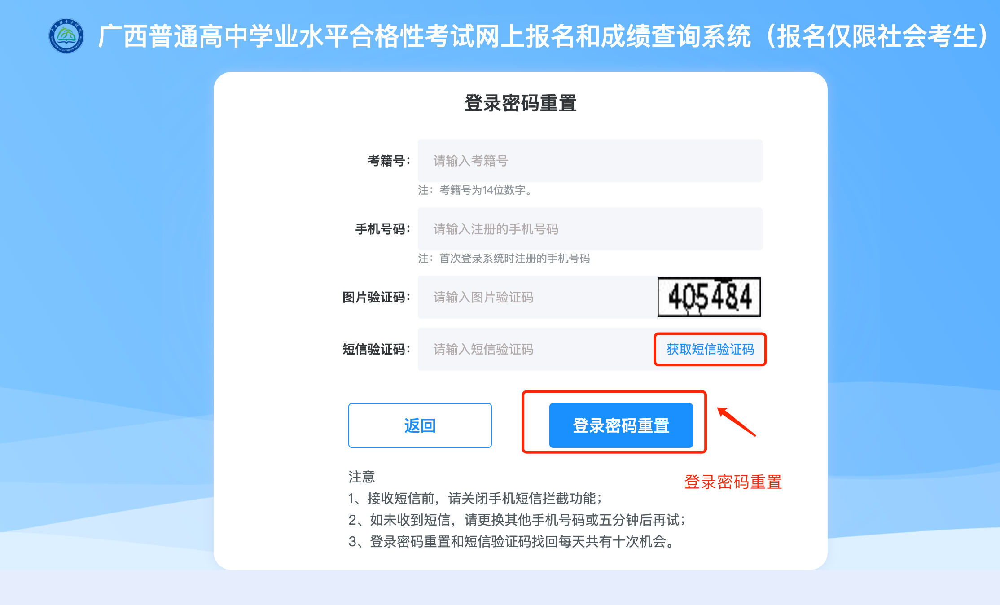 广西普通高中学业水平合格性考试网上报名和成绩查询系统（报名仅限社会考生）
登录密码重置
考籍号：
请输入考籍号
注：考籍号为14位数字。
手机号码：
请输入注册的手机号码
注：首次登录系统时注册的手机号码
图片验证码：
请输入图片验证码
405484
短信验证码：
请输入短信验证码
获取短信验证码
返回
登录密码重置
注意
登录密码重置
1、接收短信前，请关闭手机短信拦截功能；
2、如未收到短信，请更换其他手机号码或五分钟后再试；
3、登录密码重置和短信验证码找回每天共有十次机会。